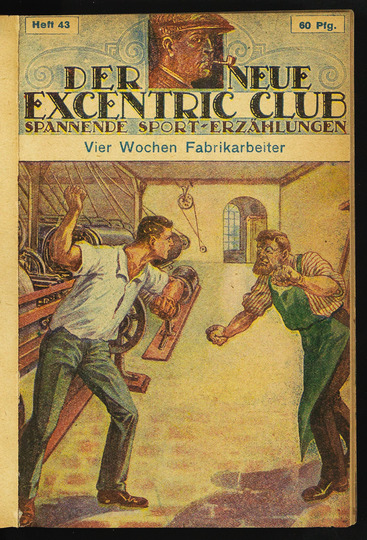 Heft 43
60 Pfg.
DER NEUE
EXCENTRIC CLUB
SPANNENDE SPORT-ERZÄHLUNGEN
Vier Wochen Fabrikarbeiter